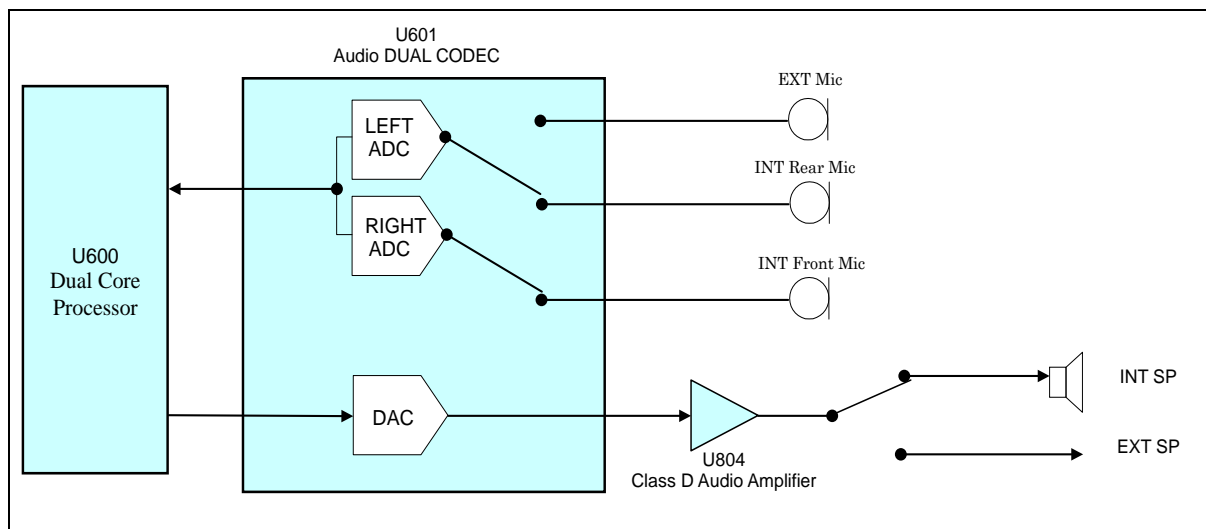 U601
Audio DUAL CODEC
EXT Mic
LEFT
ADC
INT Rear Mic
RIGHT
ADC
U600
Dual Core
Processor
INT Front Mic
INT SP
DAC
EXT SP
U804
Class D Audio Amplifier